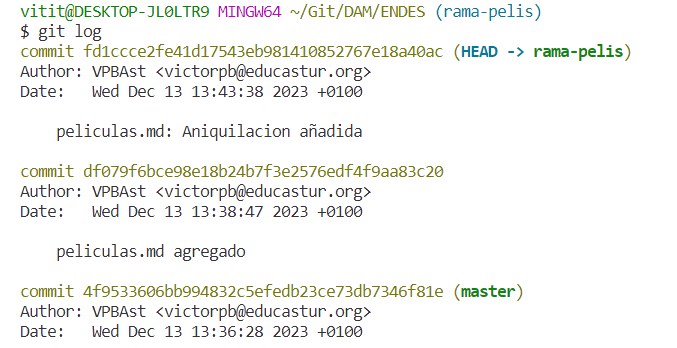 vitit@DESKTOP-JL0LTR9 MINGW64 ~/Git/DAM/ENDES (rama-pelis)
$ git log
commit fd1ccce2fe41d17543eb981410852767e18a40ac (HEAD -> rama-pelis)
Author: VPBAst <victorpb@educastur.org>
Date:   Wed Dec 13 13:43:38 2023 +0100
peliculas.md: Aniquilacion añadida
commit df079f6bce98e18b24b7f3e2576edf4f9aa83c20
Author: VPBAst <victorpb@educastur.org>
Date:   Wed Dec 13 13:38:47 2023 +0100
peliculas.md agregado
commit 4f9533606bb994832c5efedb23ce73db7346f81e (master)
Author: VPBAst <victorpb@educastur.org>
Date:   Wed Dec 13 13:36:28 2023 +0100